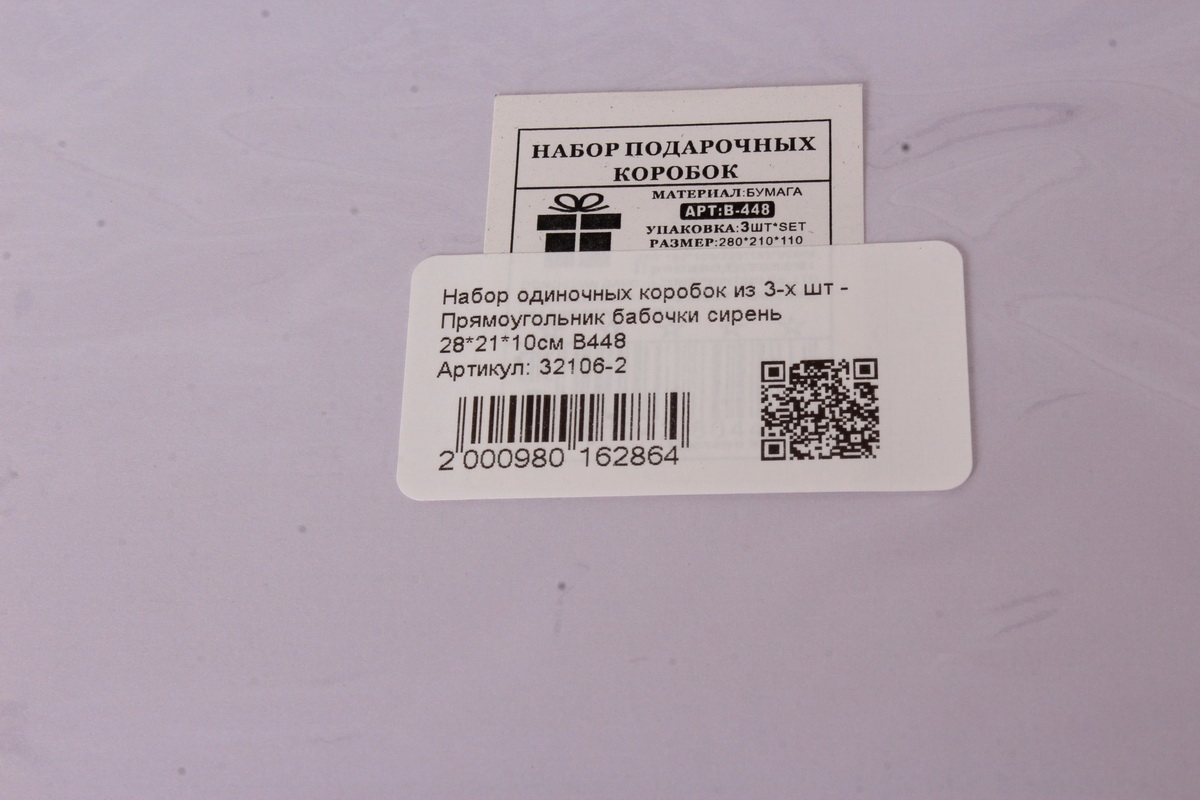 НАБОР ПОДАРОЧНЫХ
КОРОБОК
МАТЕРИАЛ:БУМАГА
АРТ:В-448
УПАКОВКА:3ШТ*SET
РАЗМЕР:280*210*110
Набор одиночных коробок из 3-х шт -
Прямоугольник бабочки сирень
28*21*10см В448
Артикул: 32106-2
2 000980 162864